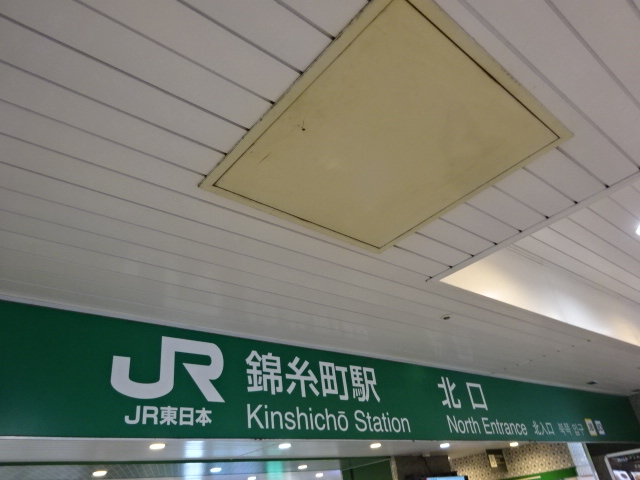 JR
JR東日本
錦糸町駅
Kinshichō Station
北口
North Entrance 北入口